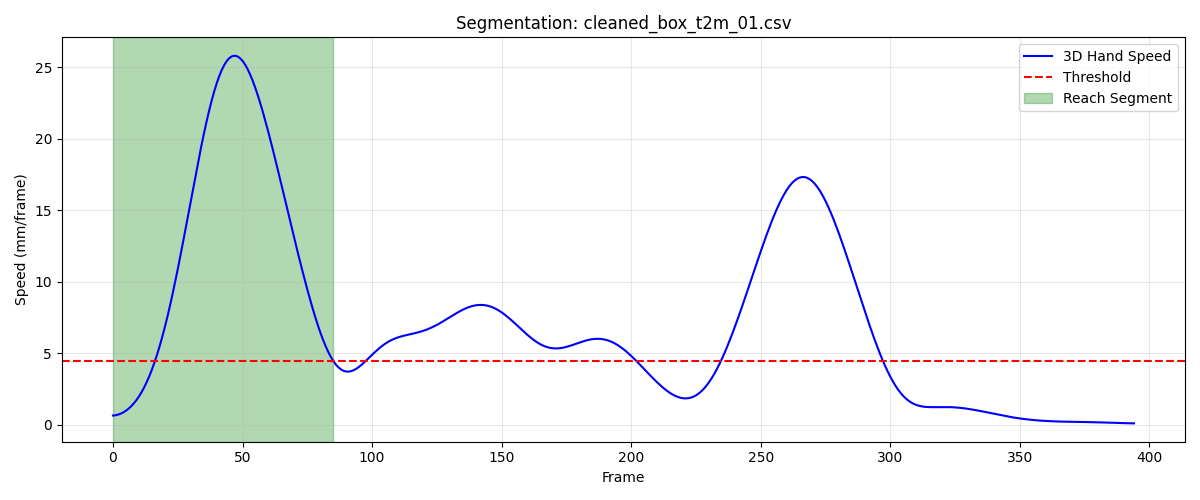 Segmentation: cleaned_box_t2m_01.csv
3D Hand Speed
Threshold
Reach Segment
Speed (mm/frame)
25
20
15
10
5
0
0 50 100 150 200 250 300 350 400
Frame